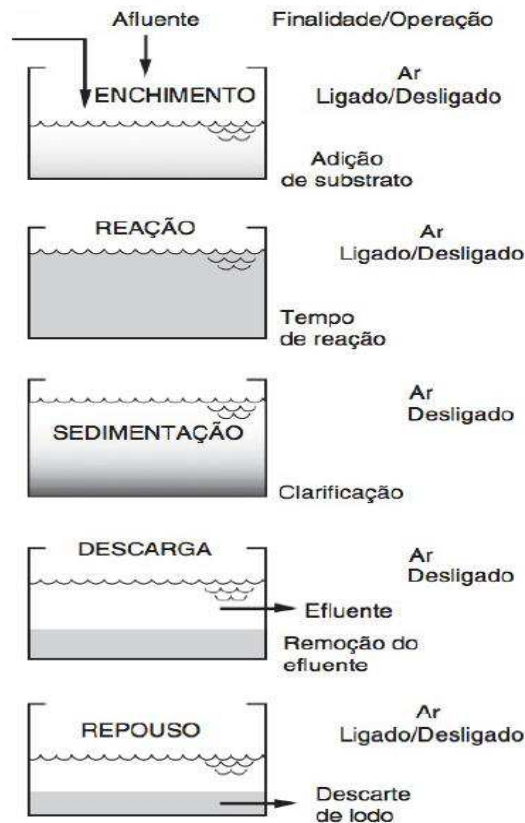 Afluente Finalidade/Operação
ENCHIMENTO
Ar
Ligado/Desligado
Adição
de substrato
REAÇÃO
Ar
Ligado/Desligado
Tempo
de reação
SEDIMENTAÇÃO
Ar
Desligado
Clarificação
DESCARGA
Ar
Desligado
Efluente
Remoção do
efluente
REPOUSO
Ar
Ligado/Desligado
Descarte
de lodo